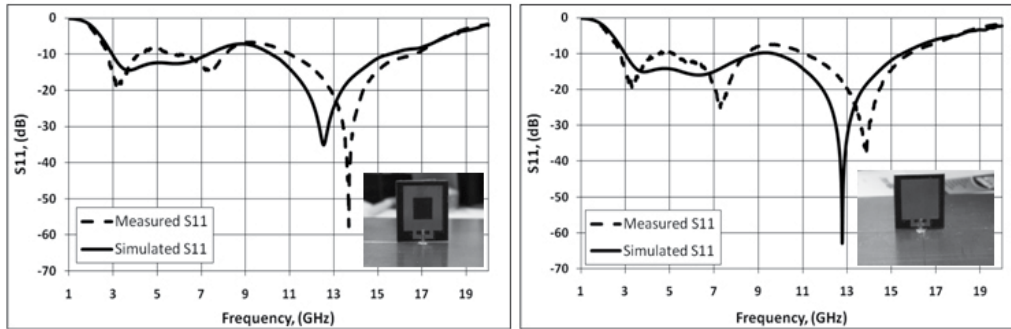 0
-10
-20
-30
-40
-50
-60
-70
S11, (dB)
Measured S11
Simulated S11
1 3 5 7 9 11 13 15 17 19
Frequency, (GHz)
0
-10
-20
-30
-40
-50
-60
-70
S11, (dB)
Measured S11
Simulated S11
1 3 5 7 9 11 13 15 17 19
Frequency, (GHz)